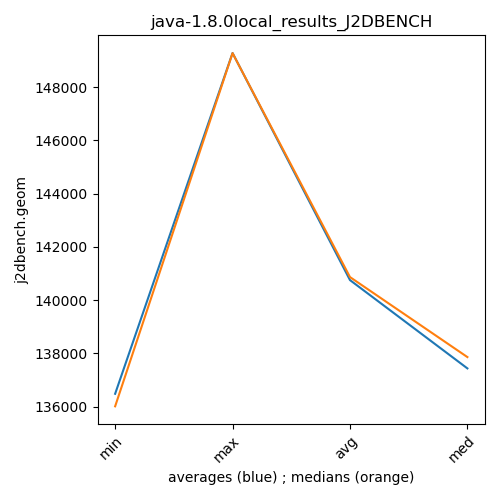 java-1.8.0local_results_J2DBENCH
j2dbench.geom
148000
146000
144000
142000
140000
138000
136000
min
max
avg
med
averages (blue) ; medians (orange)